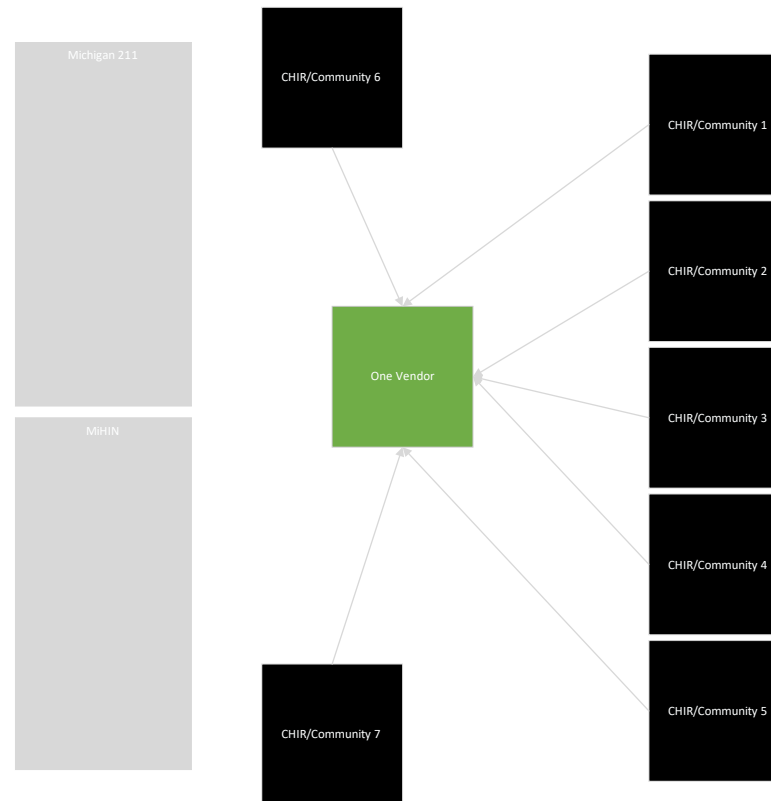 Michigan 211
CHIR/Community 6
CHIR/Community 1
CHIR/Community 2
One Vendor
CHIR/Community 3
MiHIN
CHIR/Community 4
CHIR/Community 5
CHIR/Community 7